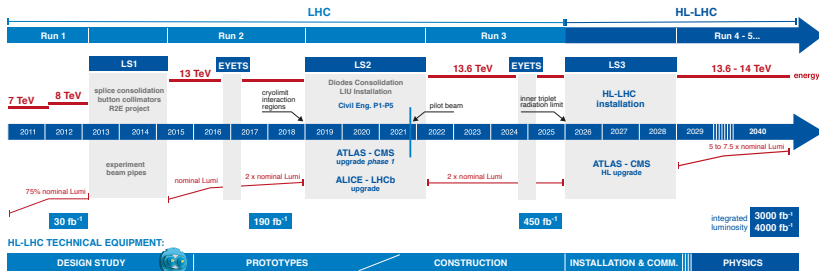 LHC
HL-LHC
Run 1
Run 2
Run 3
Run 4 - 5...
LS1
EYETS
LS2
EYETS
LS3
13 TeV
13.6 TeV
13.6 - 14 TeV
energy
Diodes Consolidation
LIU Installation
Civil Eng. P1-P5
splice consolidation
button collimators
R2E project
7 TeV
8 TeV
cryolimit
interaction
regions
pilot beam
inner triplet
radiation limit
HL-LHC
installation
2011
2012
2013
2014
2015
2016
2017
2018
2019
2020
2021
2022
2023
2024
2025
2026
2027
2028
2029
2040
5 to 7.5 x nominal Lumi
ATLAS - CMS
upgrade phase 1
ALICE - LHCb
upgrade
experiment
beam pipes
ATLAS - CMS
HL upgrade
75% nominal Lumi
nominal Lumi
2 x nominal Lumi
2 x nominal Lumi
30 fb-1
190 fb-1
450 fb-1
integrated
luminosity
3000 fb-1
4000 fb-1
HL-LHC TECHNICAL EQUIPMENT:
DESIGN STUDY
PROTOTYPES
CONSTRUCTION
INSTALLATION & COMM.
PHYSICS